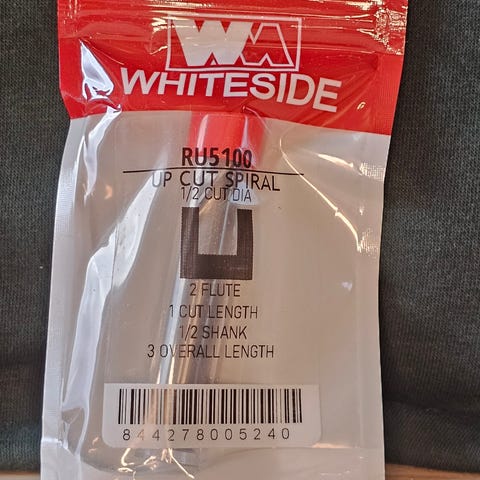 WHITESIDE
RU5100
UP CUT SPIRAL
1/2 CUT DIA
2 FLUTE
1 CUT LENGTH
1/2 SHANK
3 OVERALL LENGTH
844278005240